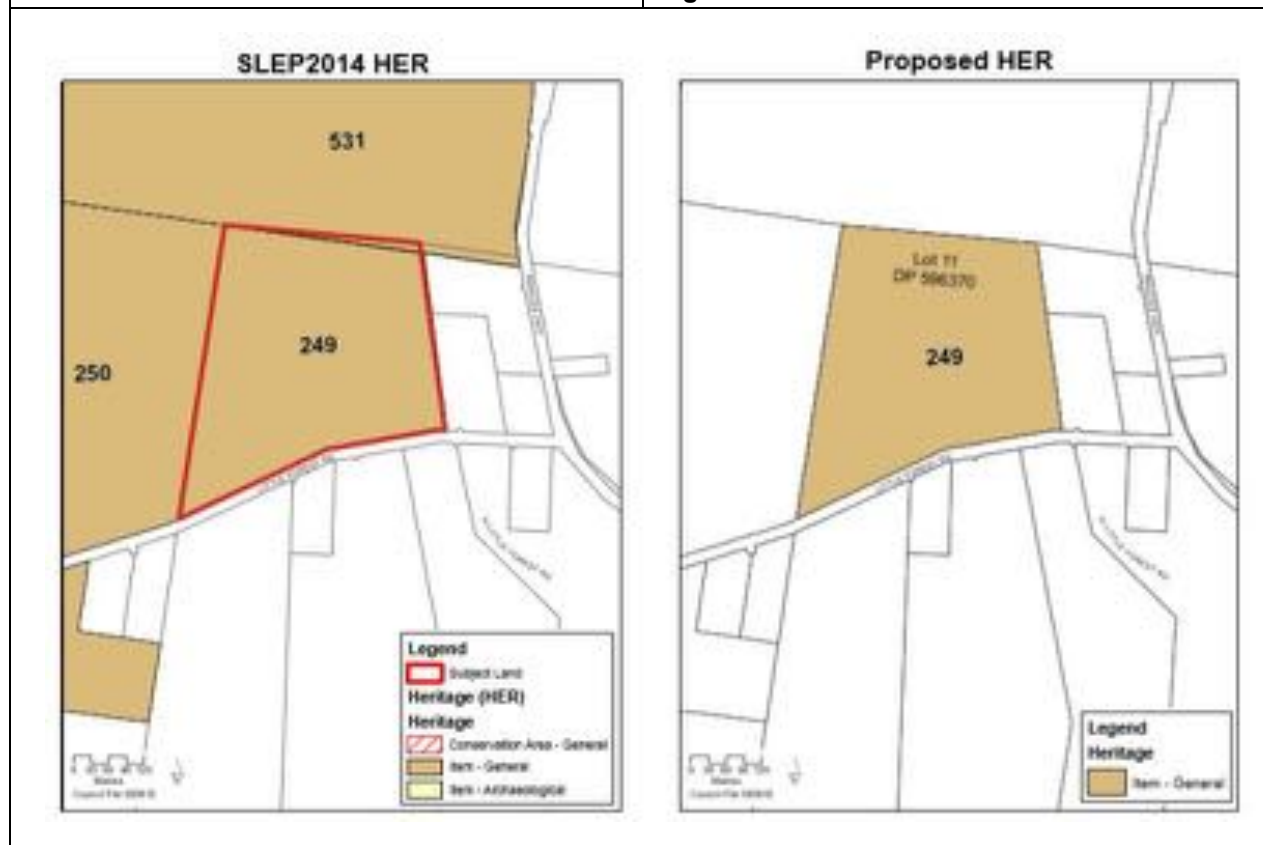 SLEP2014 HER
531
249
250
Legend
Subject Land
Heritage (HER)
Heritage
Conservation Area - General
Item - General
Item - Archaeological
Metres
Proposed HER
Lot 11
DP 596370
249
Legend
Heritage
Item - General